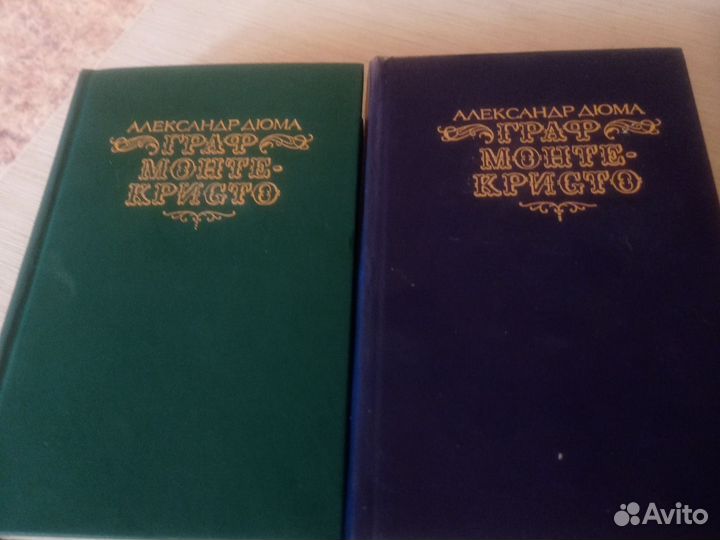 АЛЕКСАНДР ДЮМА
ГРАФ
МОНТЕ-
КРИСТО
АЛЕКСАНДР ДЮМА
ГРАФ
МОНТЕ-
КРИСТО
Avito